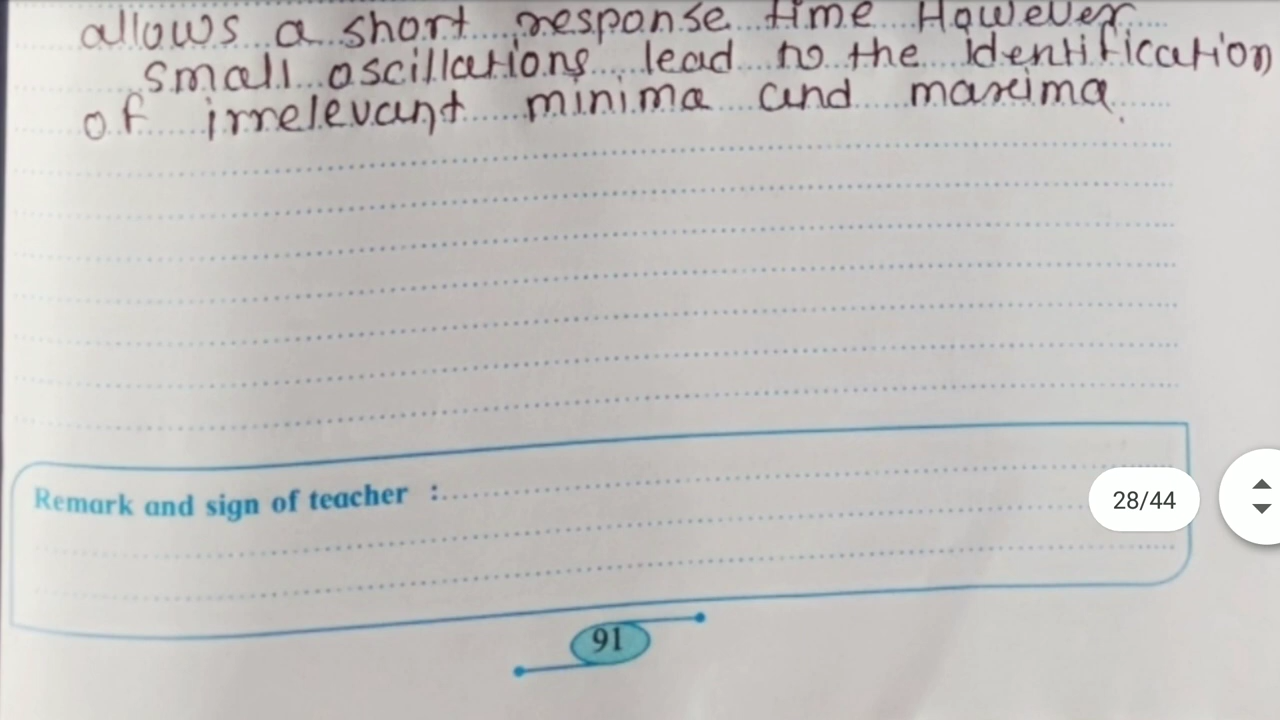 allows a short response time However
small oscillations lead to the identification
of irrelevant minima and maxima.
Remark and sign of teacher :
28/44
91